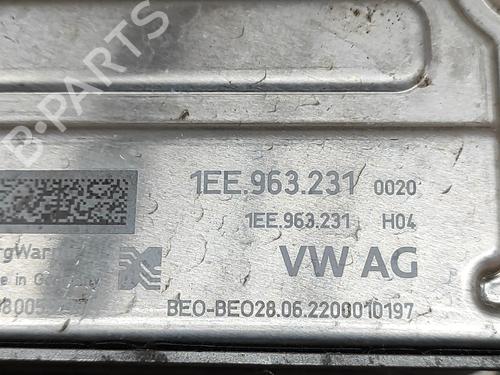 1EE.963.231 0020
1EE.963.231 H04
VW AG
BEO-BEO28.06.2200010197
B-PARTS